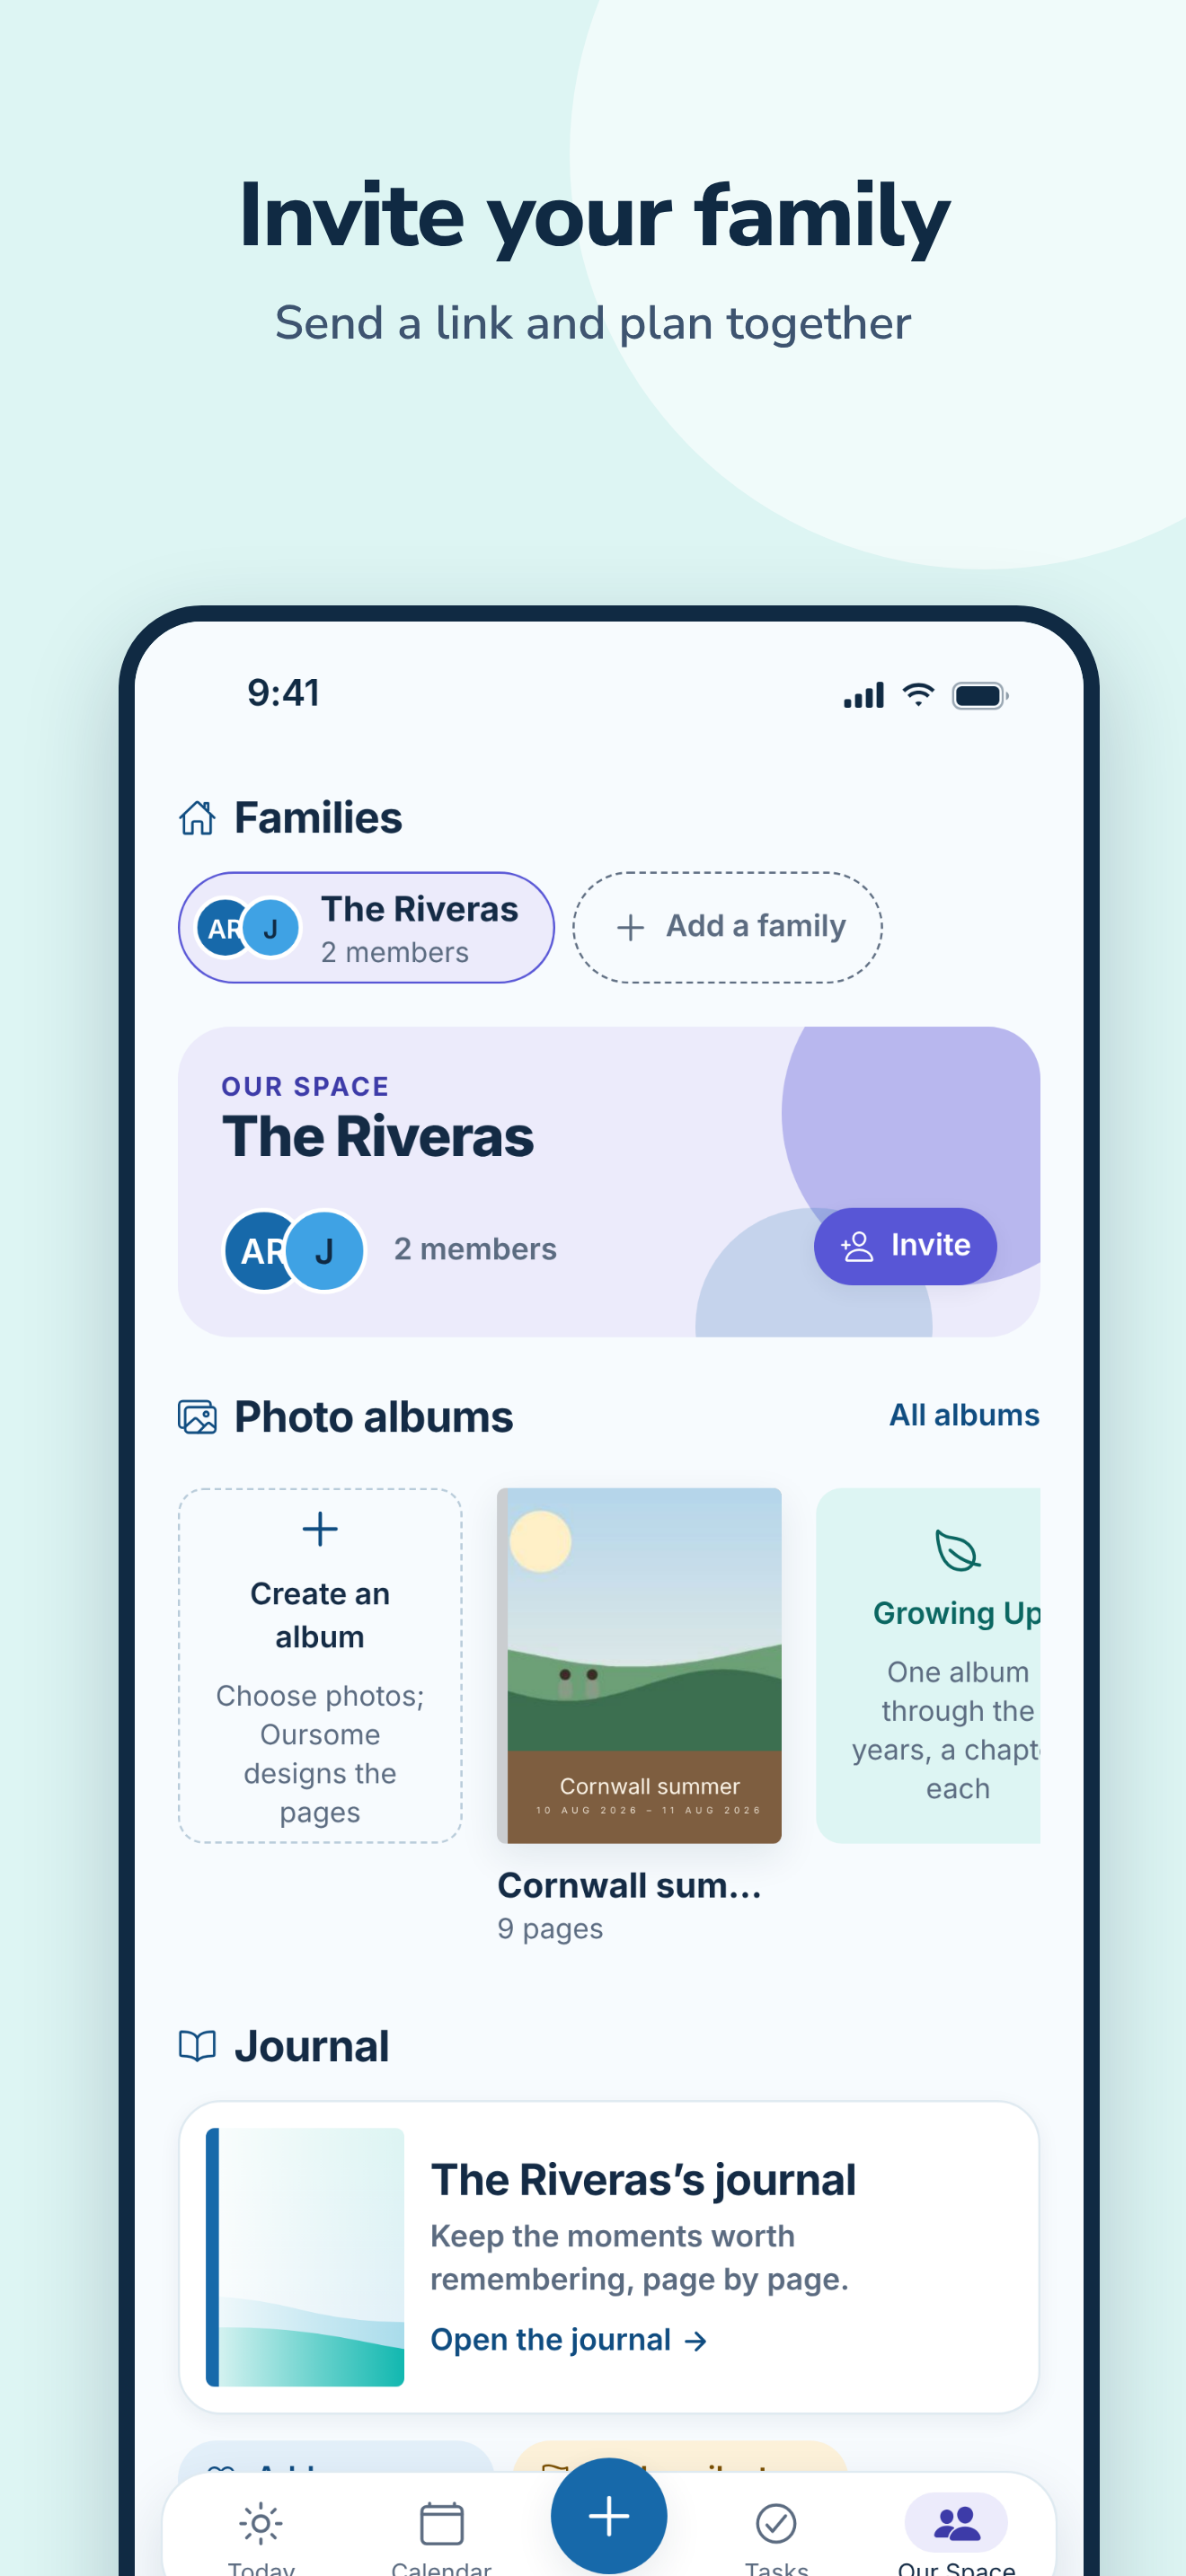 Invite your family
Send a link and plan together
9:41
Families
AR
J
The Riveras
2 members
Add a family
OUR SPACE
The Riveras
AR
J
2 members
Invite
Photo albums
All albums
Create an
album
Choose photos;
Oursome
designs the
pages
Cornwall summer
10 AUG 2026 – 11 AUG 2026
Cornwall sum...
9 pages
Growing Up
One album
through the
years, a chapt
each
Journal
The Riveras’s journal
Keep the moments worth
remembering, page by page.
Open the journal →
Today
Calendar
Tasks
Our Space